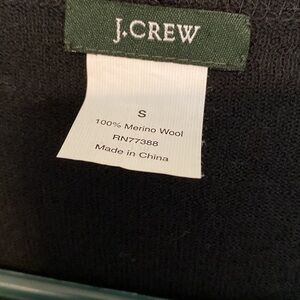 J.CREW
S
100% Merino Wool
RN77388
Made in China